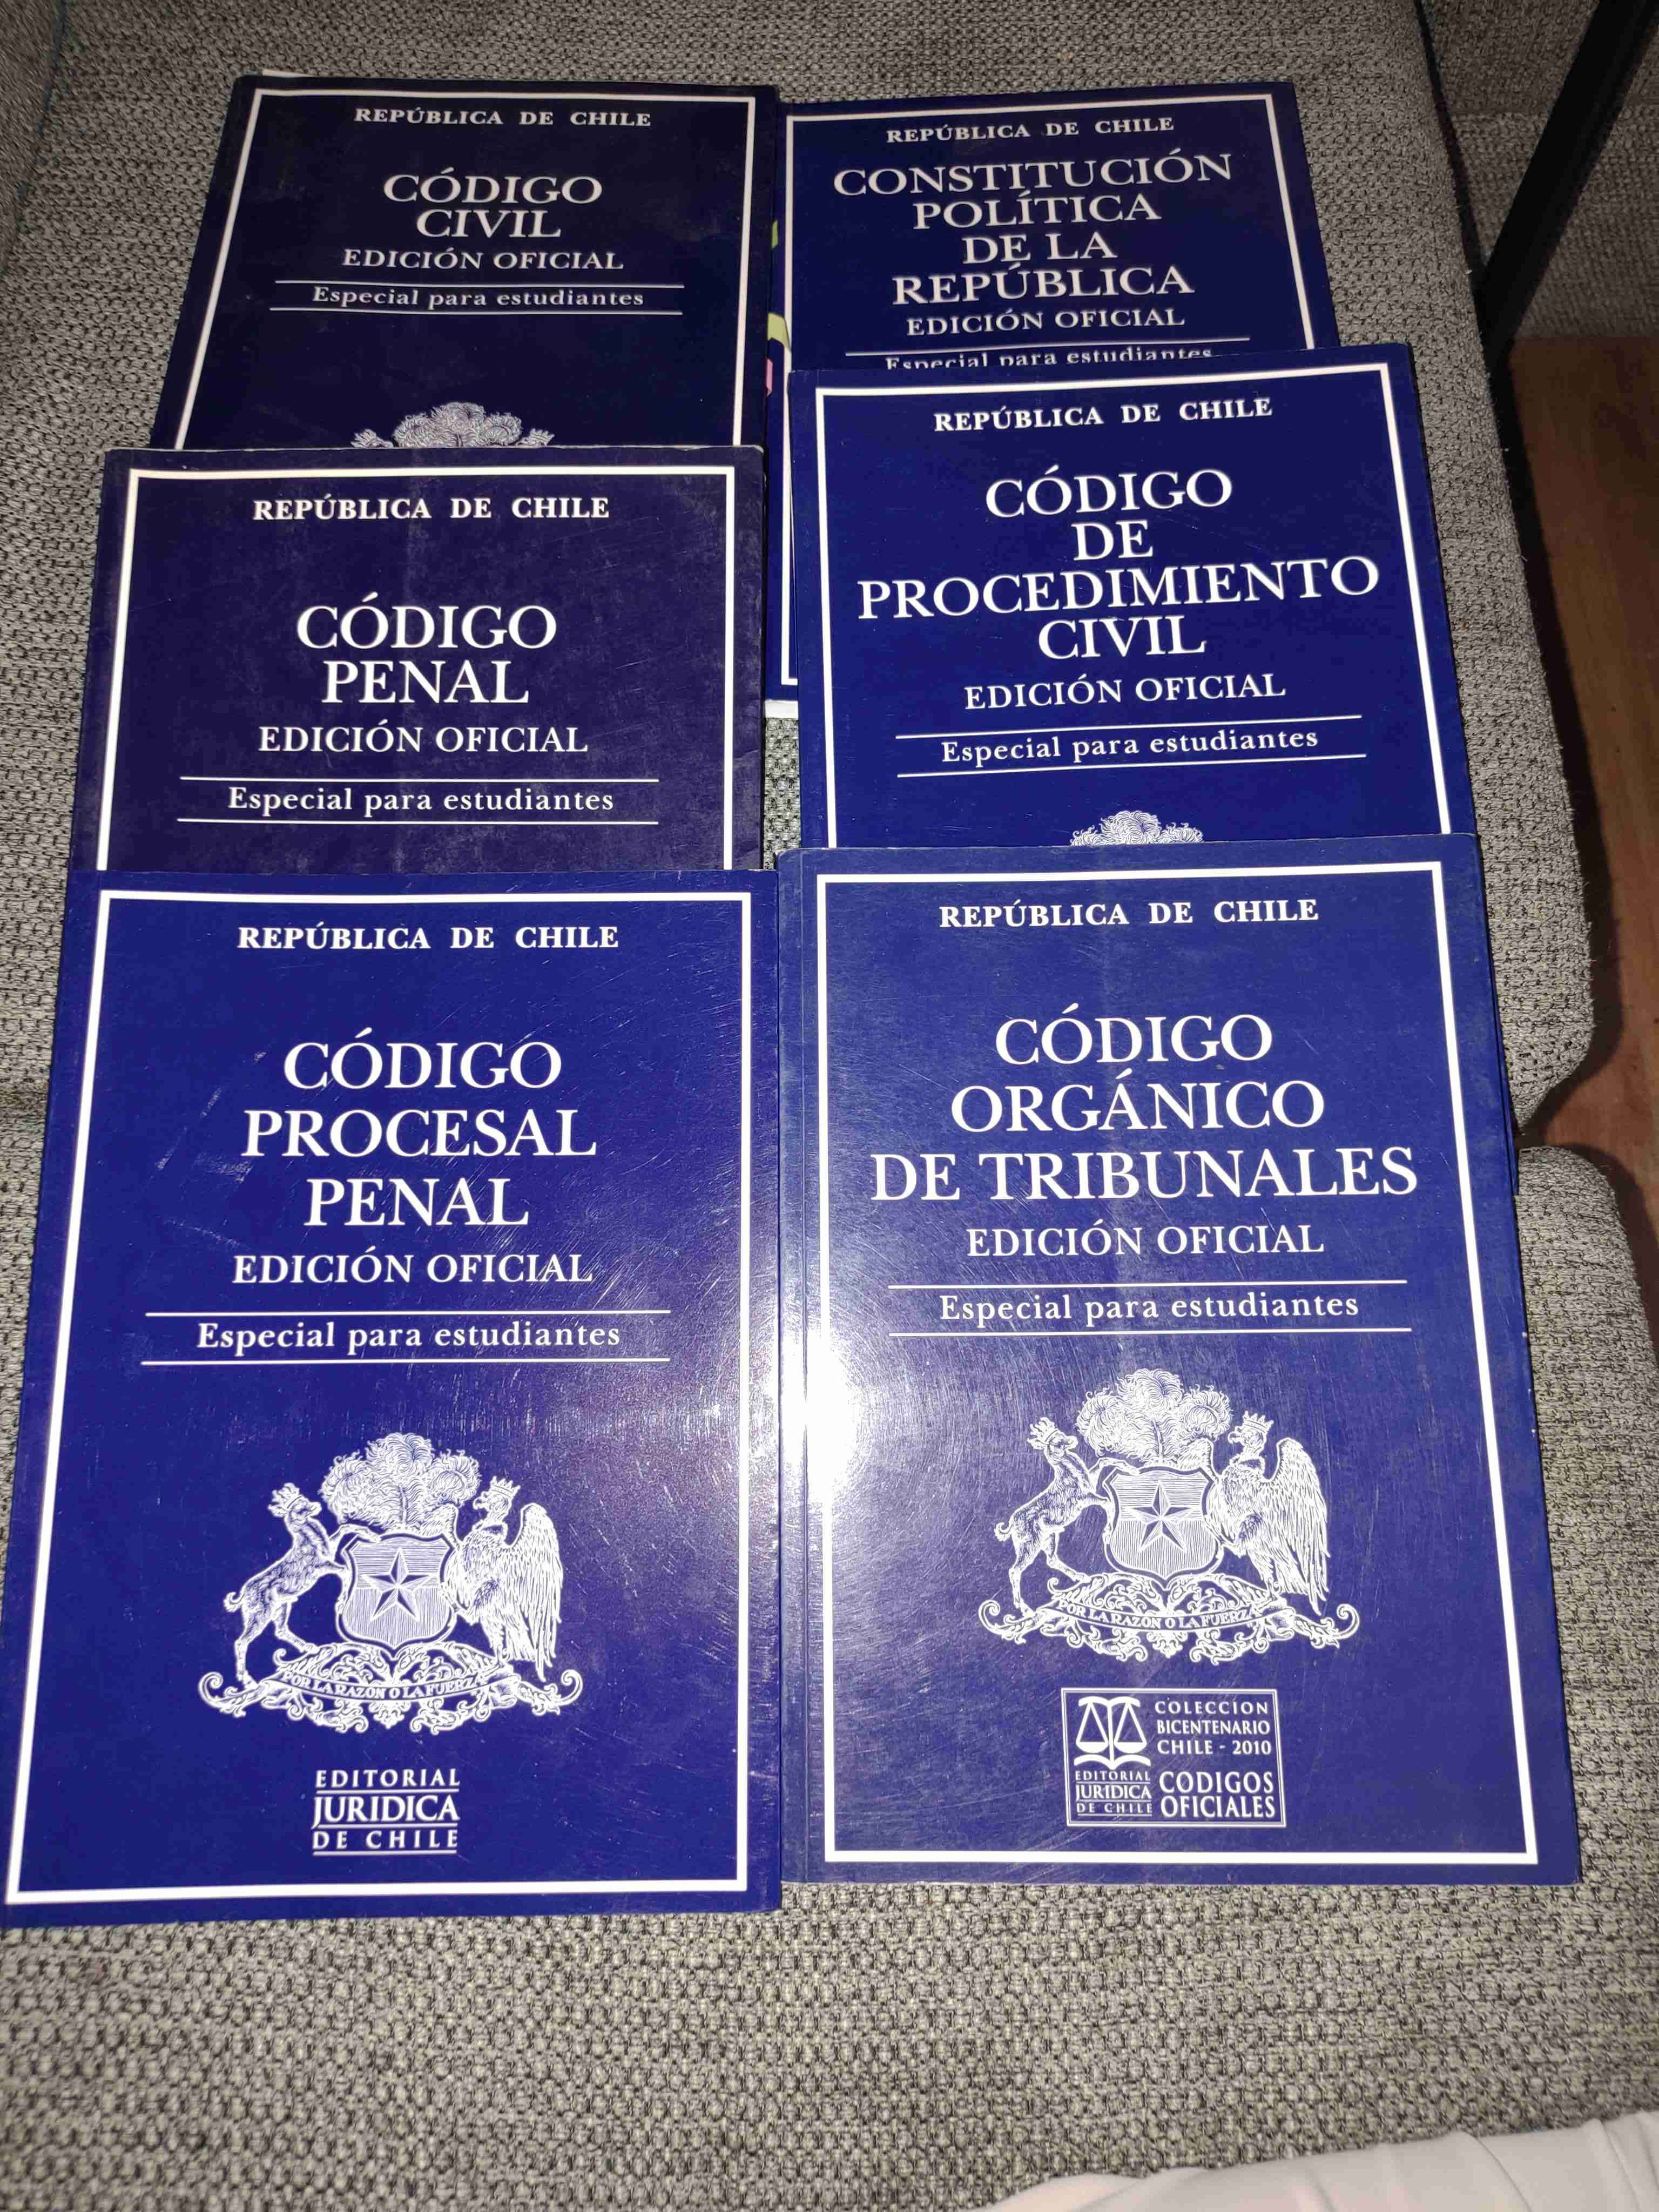 REPÚBLICA DE CHILE
CÓDIGO
CIVIL
EDICIÓN OFICIAL
Especial para estudiantes
REPÚBLICA DE CHILE
CONSTITUCIÓN
POLÍTICA
DE LA
REPÚBLICA
EDICIÓN OFICIAL
Especial para estudiantes
REPÚBLICA DE CHILE
CÓDIGO
PENAL
EDICIÓN OFICIAL
Especial para estudiantes
REPÚBLICA DE CHILE
CÓDIGO
DE
PROCEDIMIENTO
CIVIL
EDICIÓN OFICIAL
Especial para estudiantes
REPÚBLICA DE CHILE
CÓDIGO
PROCESAL
PENAL
EDICIÓN OFICIAL
Especial para estudiantes
POR LA RAZÓN O LA FUERZA
EDITORIAL
JURIDICA
DE CHILE
REPÚBLICA DE CHILE
CÓDIGO
ORGÁNICO
DE TRIBUNALES
EDICIÓN OFICIAL
Especial para estudiantes
POR LA RAZÓN O LA FUERZA
COLECCION
BICENTENARIO
CHILE - 2010
EDITORIAL
JURIDICA
DE CHILE
CODIGOS
OFICIALES